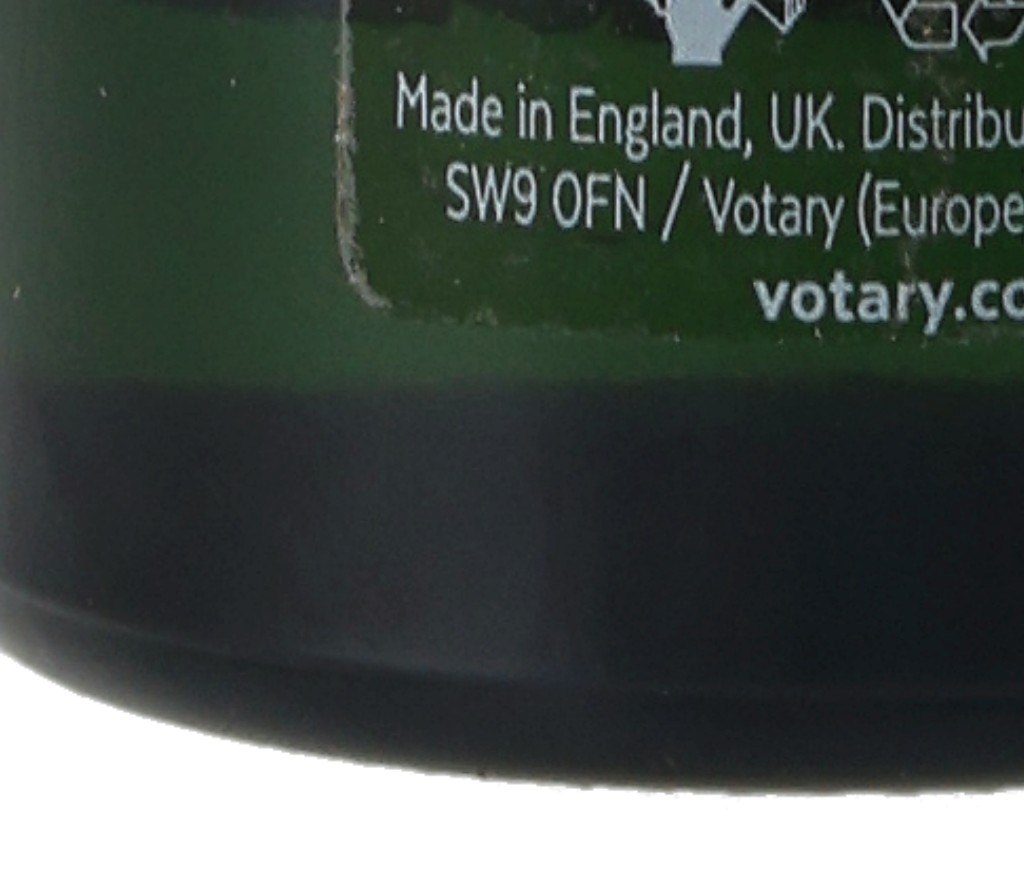 Made in England, UK. Distribu
SW9 0FN / Votary (Europe
votary.co